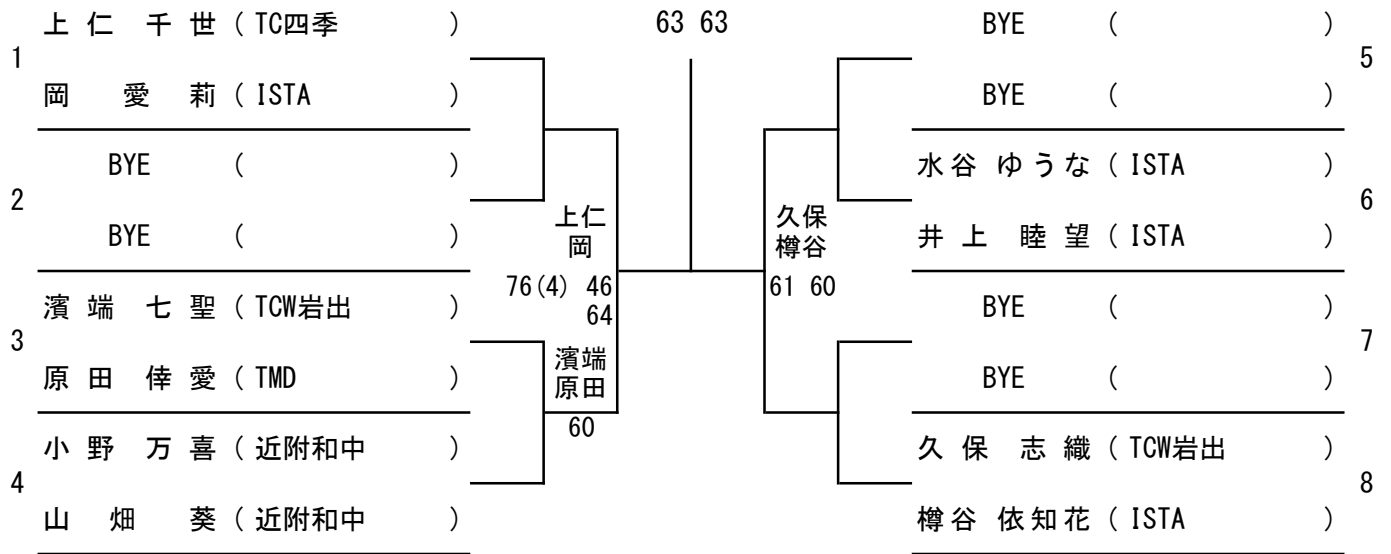 1
上仁 千世 ( TC四季 )
岡 愛莉 ( ISTA )
2
BYE ( )
BYE ( )
3
濱端 七聖 ( TCW岩出 )
原田 倖愛 ( TMD )
4
小野 万喜 ( 近附和中 )
山畑 葵 ( 近附和中 )
上仁
岡
76(4) 46
64
濱端
原田
60
63 63
久保
樽谷
61 60
BYE ( )
BYE ( )
5
水谷 ゆうな ( ISTA )
井上 睦望 ( ISTA )
6
BYE ( )
BYE ( )
7
久保 志織 ( TCW岩出 )
樽谷 依知花 ( ISTA )
8